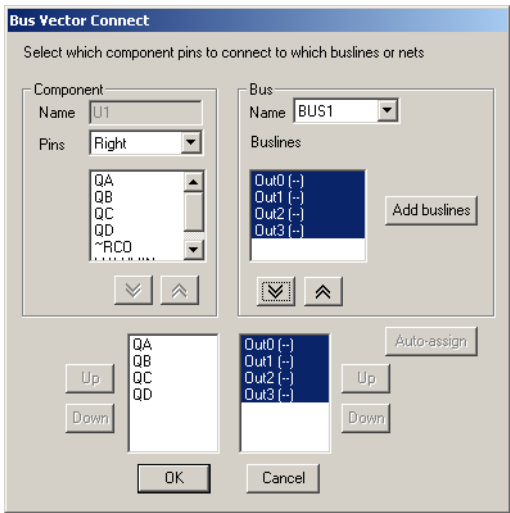 Bus Vector Connect
Select which component pins to connect to which buslines or nets
Component
Name U1
Pins Right
QA
QB
QC
QD
~RCO
Bus
Name BUS1
Buslines
Out0 (--)
Out1 (--)
Out2 (--)
Out3 (--)
Add buslines
QA
QB
QC
QD
Up
Down
Out0 (--)
Out1 (--)
Out2 (--)
Out3 (--)
Up
Down
Auto-assign
OK
Cancel